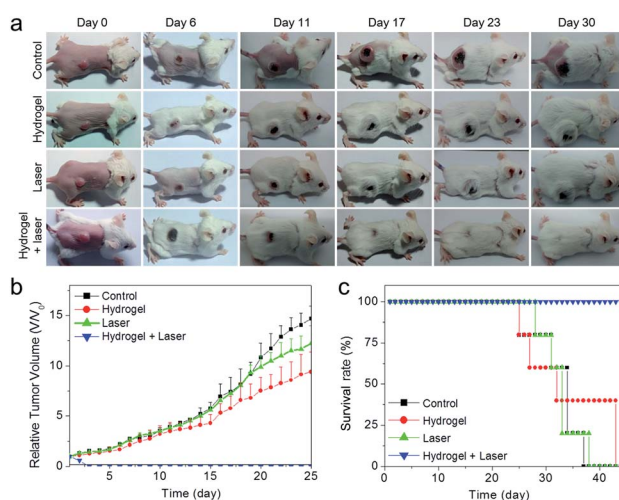 a
Day 0 Day 6 Day 11 Day 17 Day 23 Day 30
Control
Hydrogel
Laser
Hydrogel
+ laser
b
Relative Tumor Volume (V/V₀)
15
10
5
0
Control
Hydrogel
Laser
Hydrogel + Laser
0 5 10 15 20 25
Time (day)
c
Survival rate (%)
100
75
50
25
0
Control
Hydrogel
Laser
Hydrogel + Laser
0 10 20 30 40
Time (day)